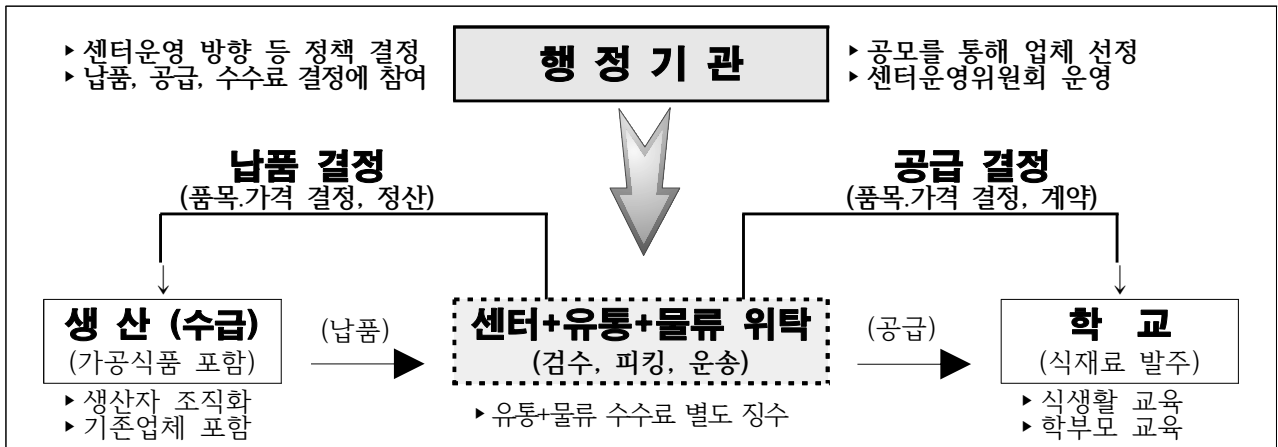 ▸ 센터운영 방향 등 정책 결정
▸ 납품, 공급, 수수료 결정에 참여
행 정 기 관
▸ 공모를 통해 업체 선정
▸ 센터운영위원회 운영
납품 결정
(품목.가격 결정, 정산)
공급 결정
(품목.가격 결정, 계약)
생 산 (수급)
(가공식품 포함)
▸ 생산자 조직화
▸ 기존업체 포함
(납품)
센터+유통+물류 위탁
(검수, 피킹, 운송)
▸ 유통+물류 수수료 별도 징수
(공급)
학 교
(식재료 발주)
▸ 식생활 교육
▸ 학부모 교육